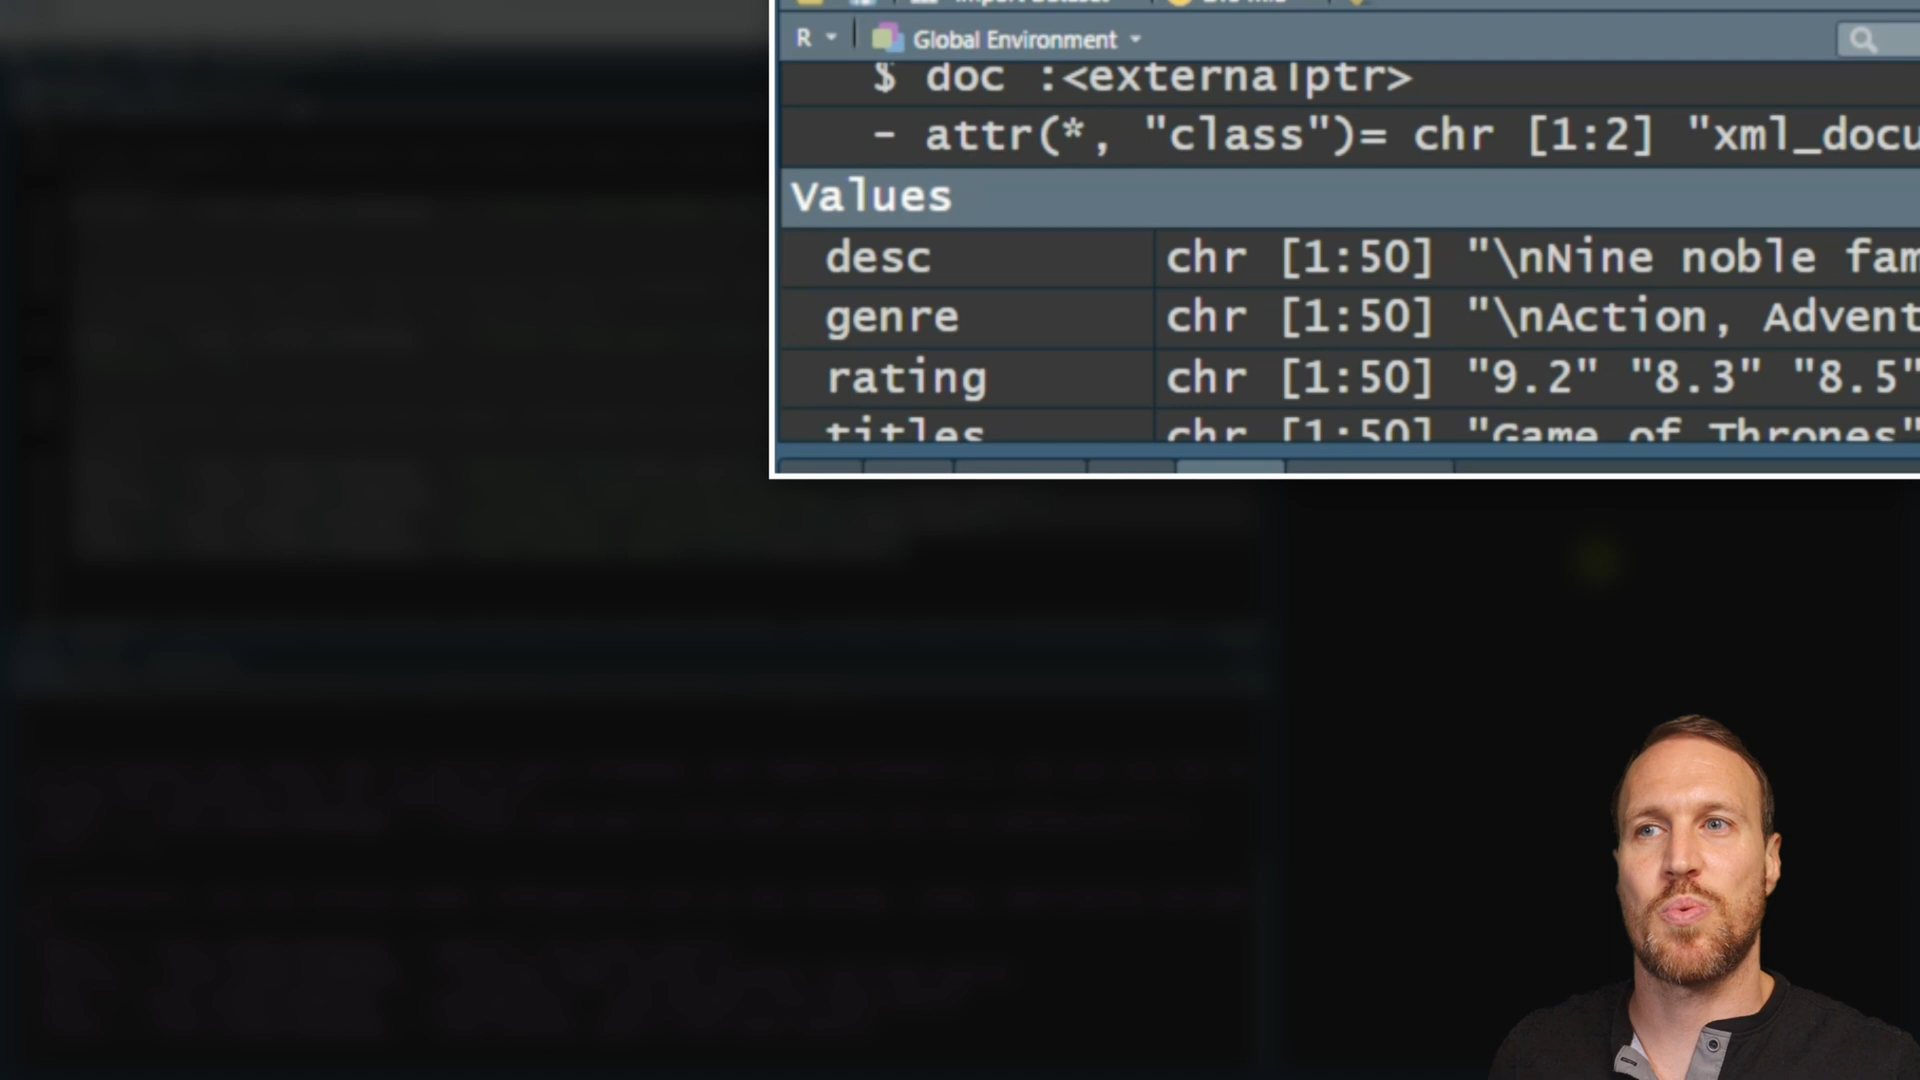 R Global Environment
$ doc :<externalptr>
- attr(*, "class")= chr [1:2] "xml_docu
Values
desc chr [1:50] "\nNine noble fam
genre chr [1:50] "\nAction, Advent
rating chr [1:50] "9.2" "8.3" "8.5"
titles chr [1:50] "Game of Thrones"